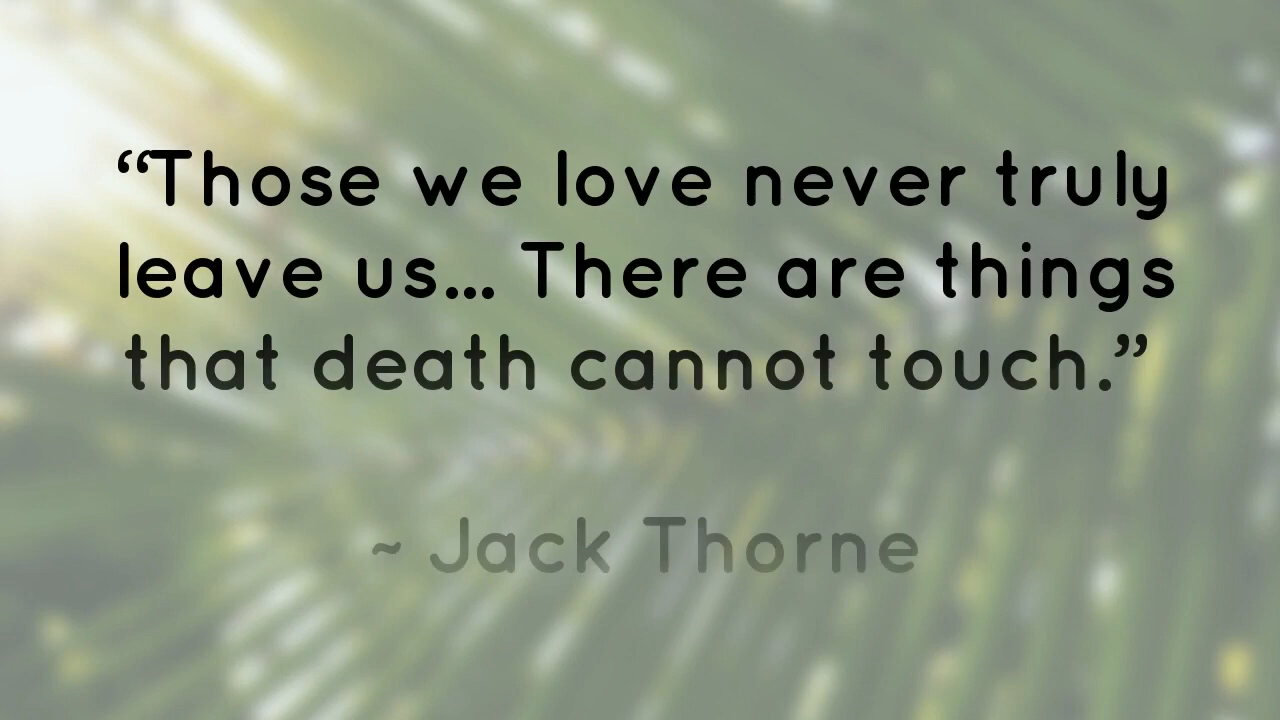 “Those we love never truly
leave us... There are things
that death cannot touch.”
~ Jack Thorne